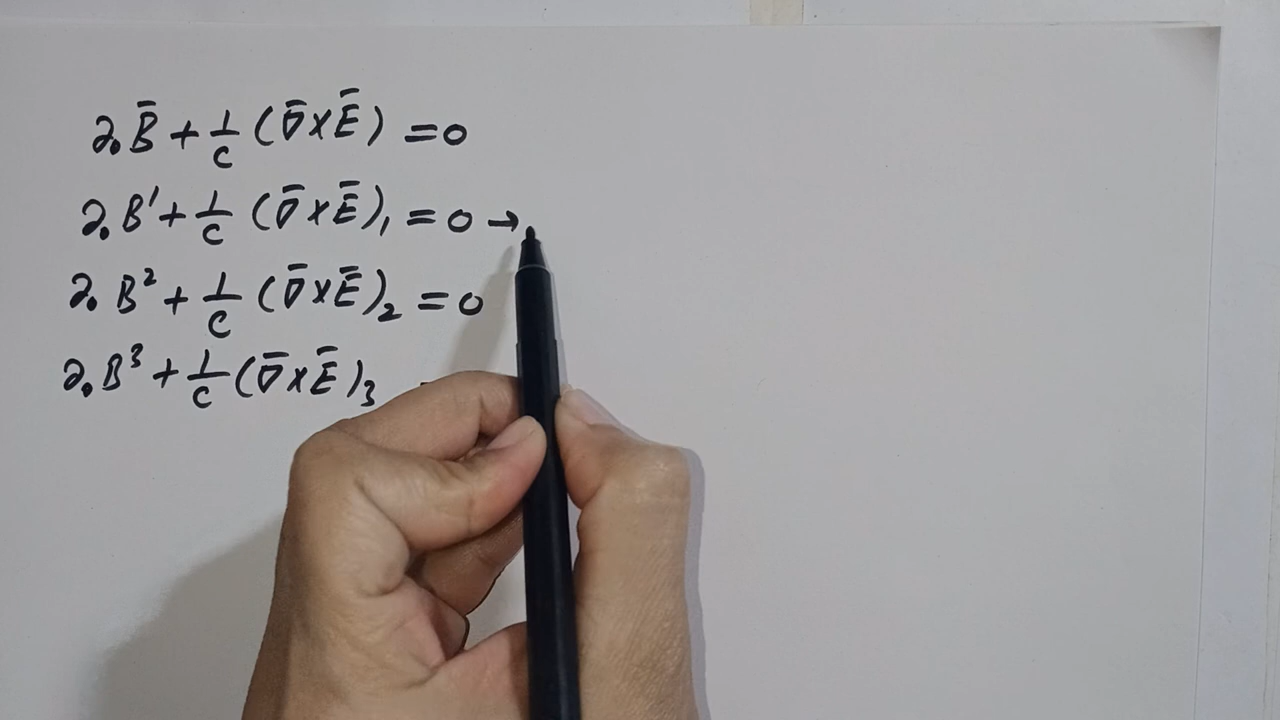 ∂₀B̄ + 1/c (∇̄×Ē) = 0
∂₀B¹ + 1/c (∇̄×Ē)₁ = 0 →
∂₀B² + 1/c (∇̄×Ē)₂ = 0
∂₀B³ + 1/c (∇̄×Ē)₃